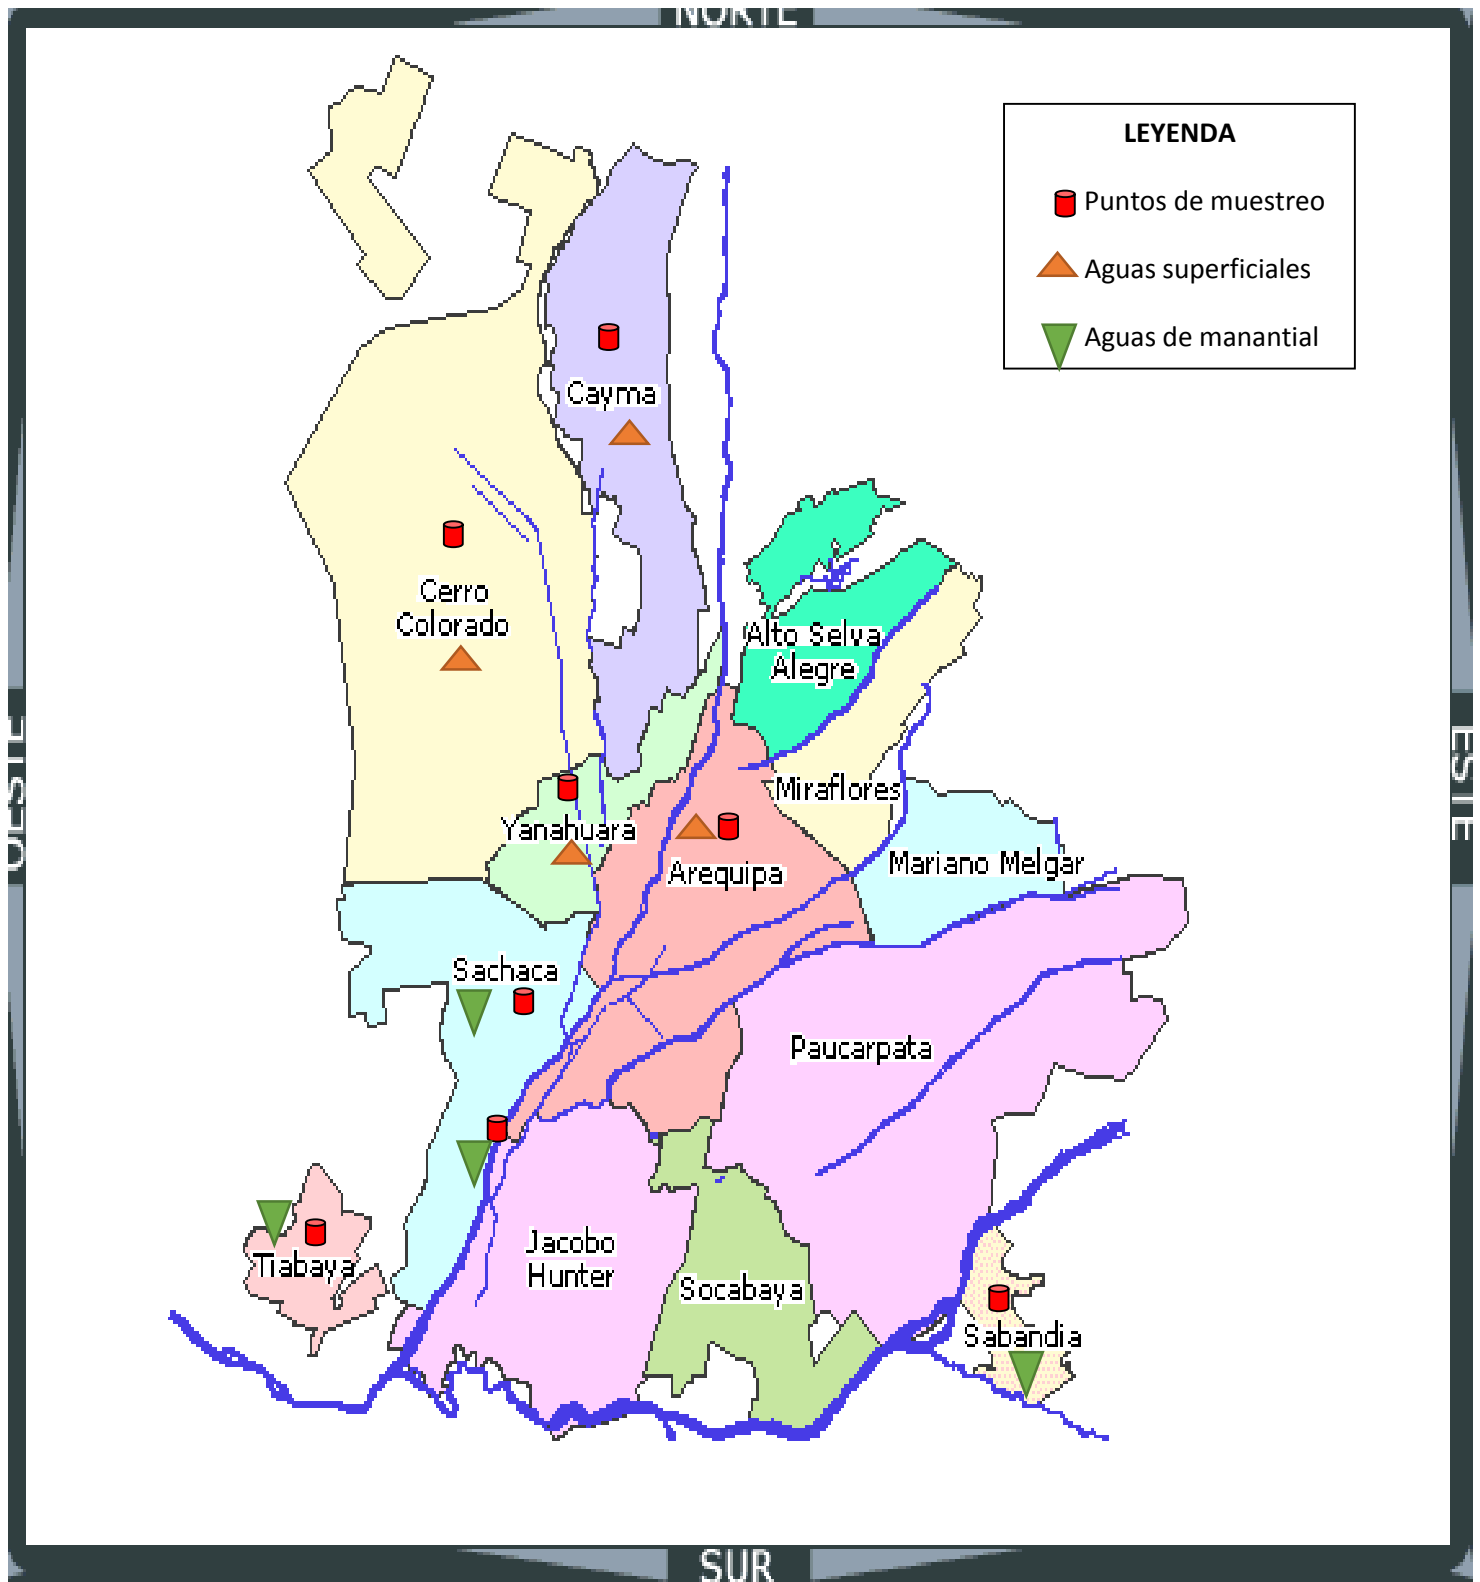 NORTE
LEYENDA
Puntos de muestreo
Aguas superficiales
Aguas de manantial
Cayma
Cerro
Colorado
Alto Selva
Alegre
OESTE
ESTE
Miraflores
Yanahuara
Arequipa
Mariano Melgar
Sachaca
Paucarpata
Jacobo
Hunter
Tiabaya
Socabaya
Sabandia
SUR